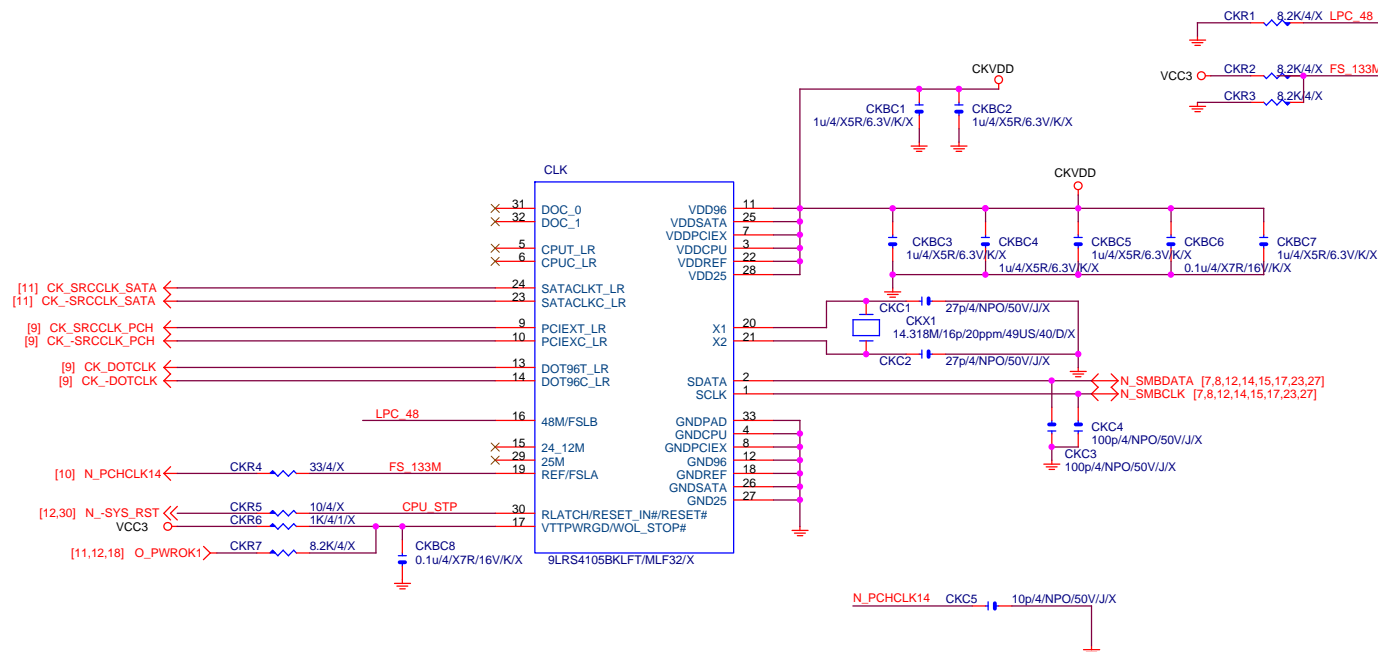 CKR1 8.2K/4/X LPC_48
VCC3 CKR2 8.2K/4/X FS_133M
CKR3 8.2K/4/X
CKVDD
CKBC1 CKBC2
1u/4/X5R/6.3V/K/X 1u/4/X5R/6.3V/K/X
CLK
CKVDD
31 DOC_0 VDD96 11
32 DOC_1 VDDSATA 25
VDDPCIEX 7
5 CPUT_LR VDDCPU 3
6 CPUC_LR VDDREF 22
VDD25 28
CKBC3 CKBC4 CKBC5 CKBC6 CKBC7
1u/4/X5R/6.3V/K/X 1u/4/X5R/6.3V/K/X 1u/4/X5R/6.3V/K/X 0.1u/4/X7R/16V/K/X 1u/4/X5R/6.3V/K/X
[11] CK_SRCCLK_SATA 24 SATACLKT_LR
[11] CK_-SRCCLK_SATA 23 SATACLKC_LR
CKC1 27p/4/NPO/50V/J/X
[9] CK_SRCCLK_PCH 9 PCIEXT_LR X1 20
CKX1
14.318M/16p/20ppm/49US/40/D/X
[9] CK_-SRCCLK_PCH 10 PCIEXC_LR X2 21
CKC2 27p/4/NPO/50V/J/X
[9] CK_DOTCLK 13 DOT96T_LR
[9] CK_-DOTCLK 14 DOT96C_LR SDATA 2 N_SMBDATA [7,8,12,14,15,17,23,27]
SCLK 1 N_SMBCLK [7,8,12,14,15,17,23,27]
LPC_48 16 48M/FSLB GNDPAD 33
GNDCPU 4
CKC4
100p/4/NPO/50V/J/X
CKC3
100p/4/NPO/50V/J/X
15 24_12M GNDPCIEX 8
29 25M GND96 12
[10] N_PCHCLK14 CKR4 33/4/X FS_133M 19 REF/FSLA GNDREF 18
GNDSATA 26
GND25 27
[12,30] N_-SYS_RST CKR5 10/4/X CPU_STP 30 RLATCH/RESET_IN#/RESET#
VCC3 CKR6 1K/4/1/X 17 VTTPWRGD/WOL_STOP#
[11,12,18] O_PWROK1 CKR7 8.2K/4/X
CKBC8
0.1u/4/X7R/16V/K/X
9LRS4105BKLFT/MLF32/X
N_PCHCLK14 CKC5 10p/4/NPO/50V/J/X